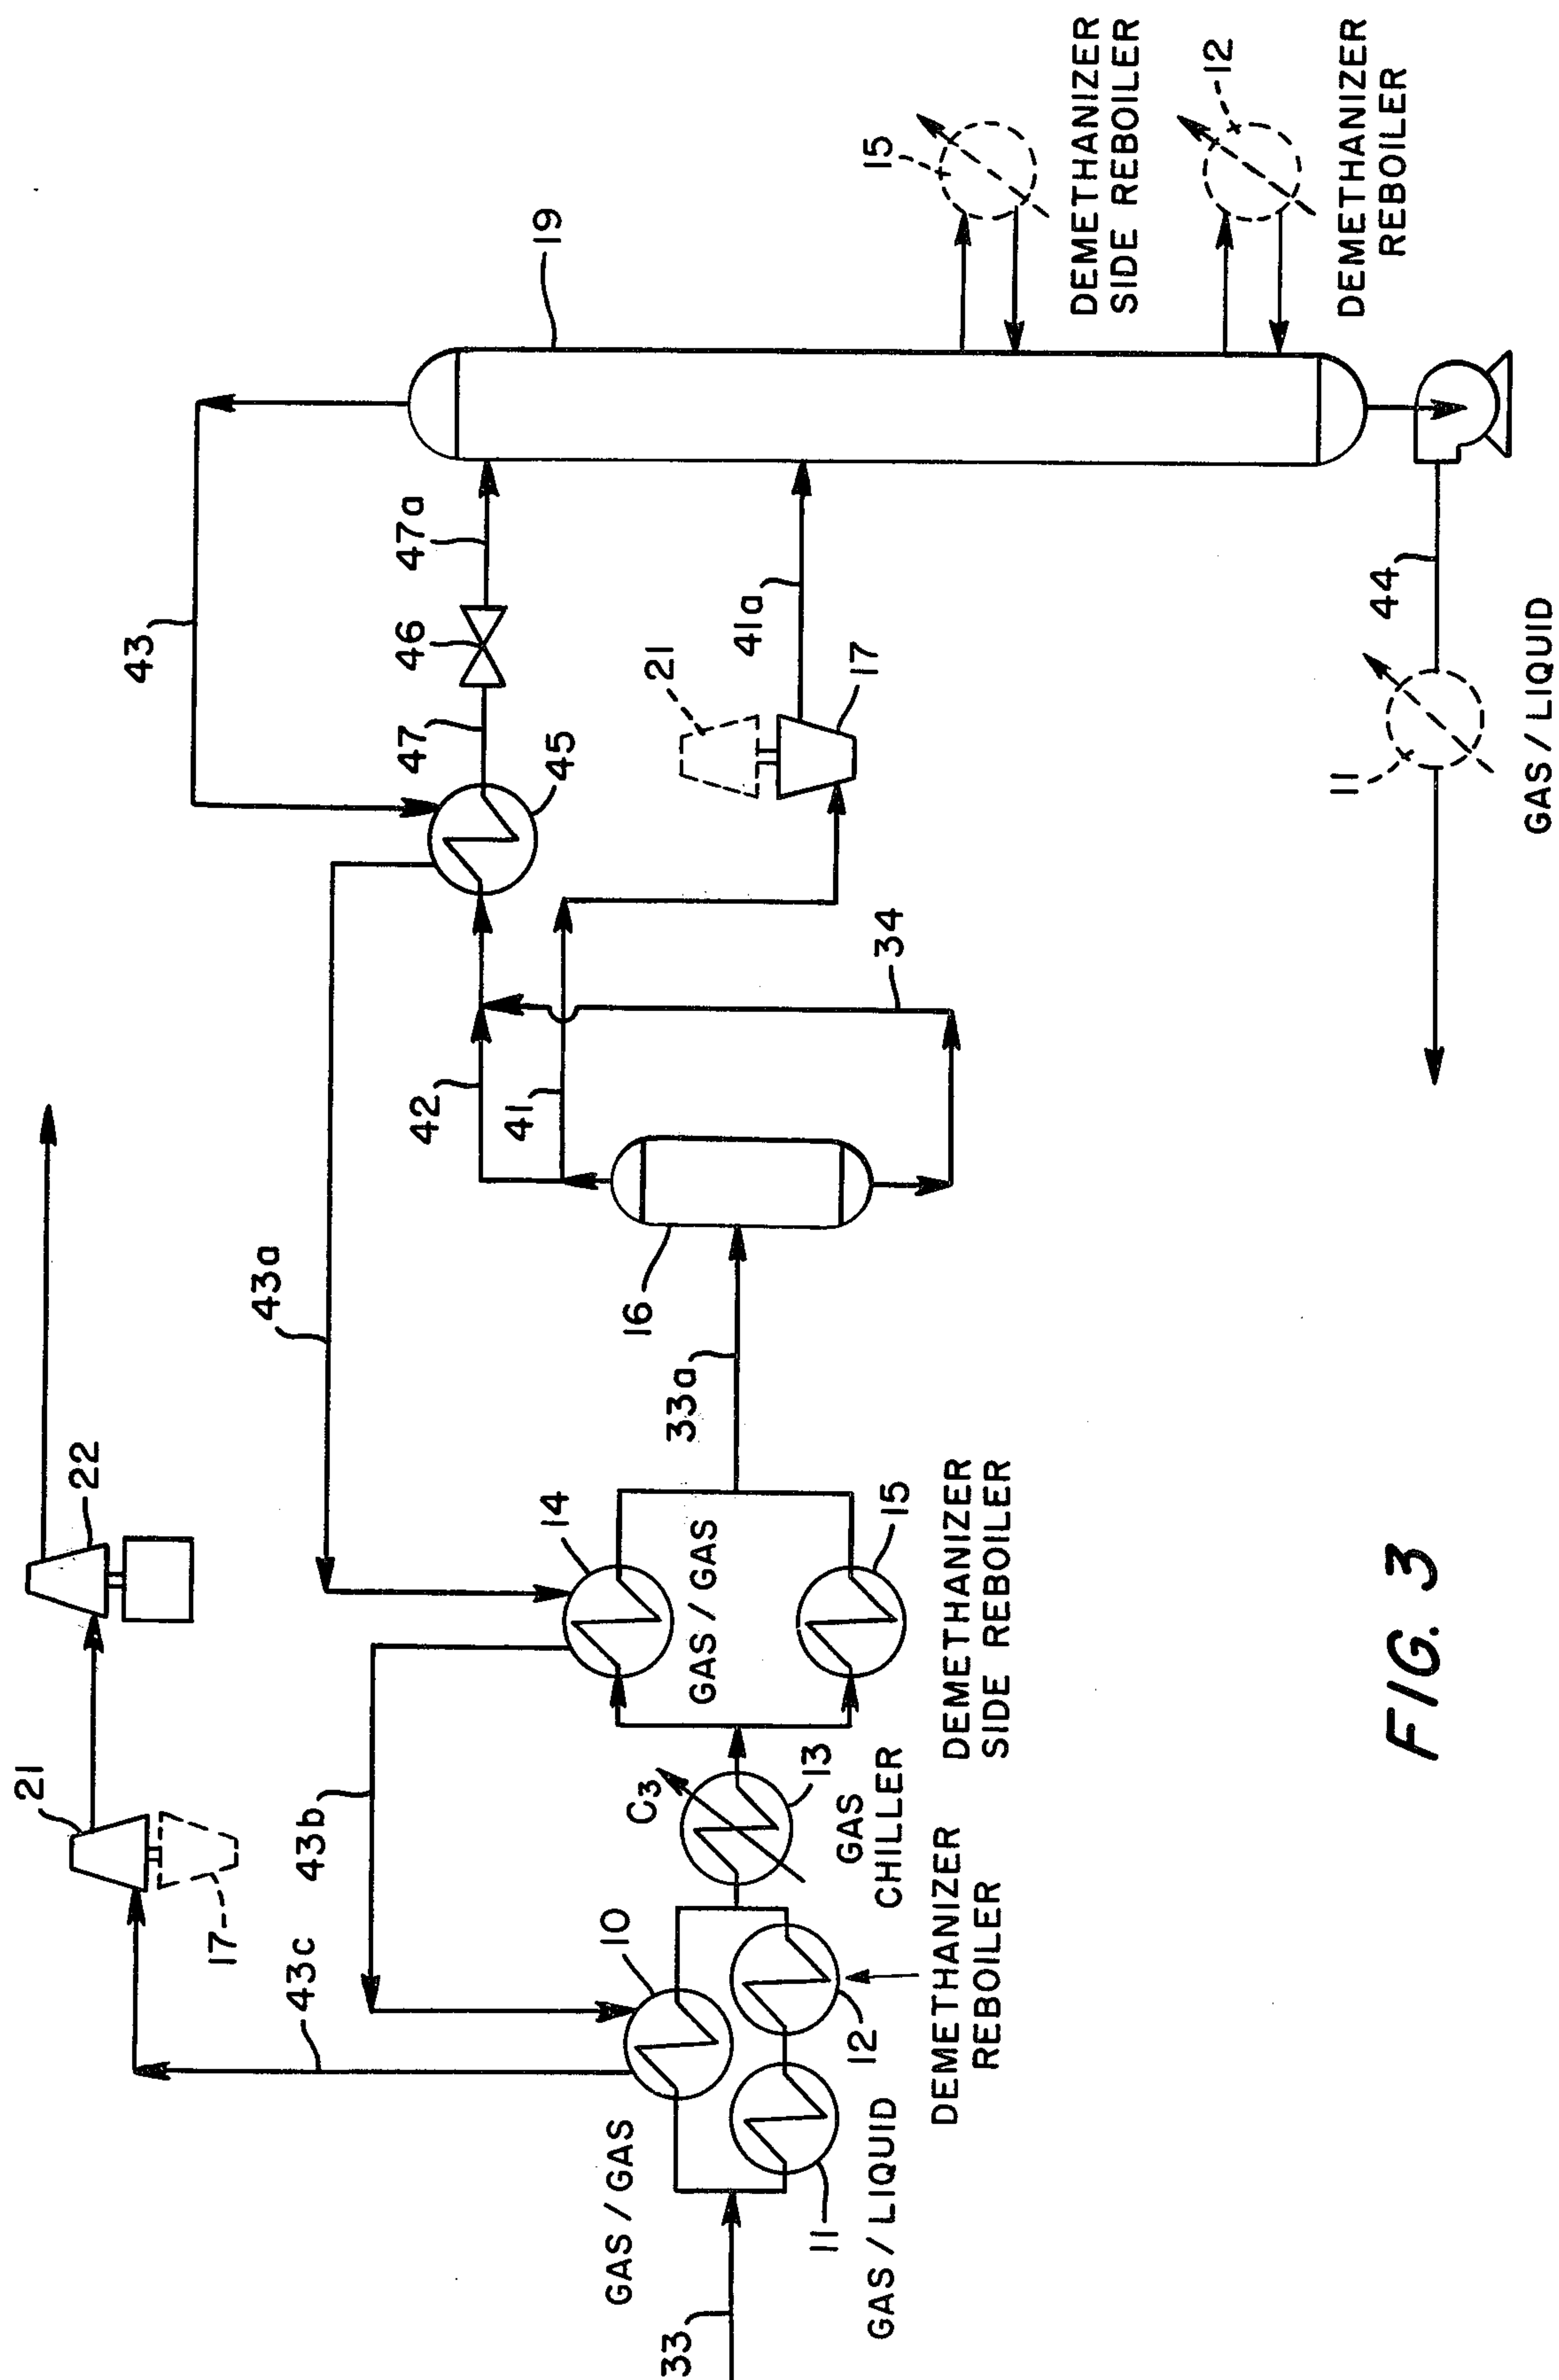 43
47a
46
47
45
19
15
12
DEMETHANIZER
SIDE REBOILER
DEMETHANIZER
REBOILER
21
41a
17
44
11
GAS/LIQUID
34
42
41
16
43a
33a
22
21
17
14
GAS/GAS
15
DEMETHANIZER
SIDE REBOILER
43b
43c
C3
13
GAS
CHILLER
10
12
DEMETHANIZER
REBOILER
GAS/GAS
11
GAS/LIQUID
33
FIG. 3